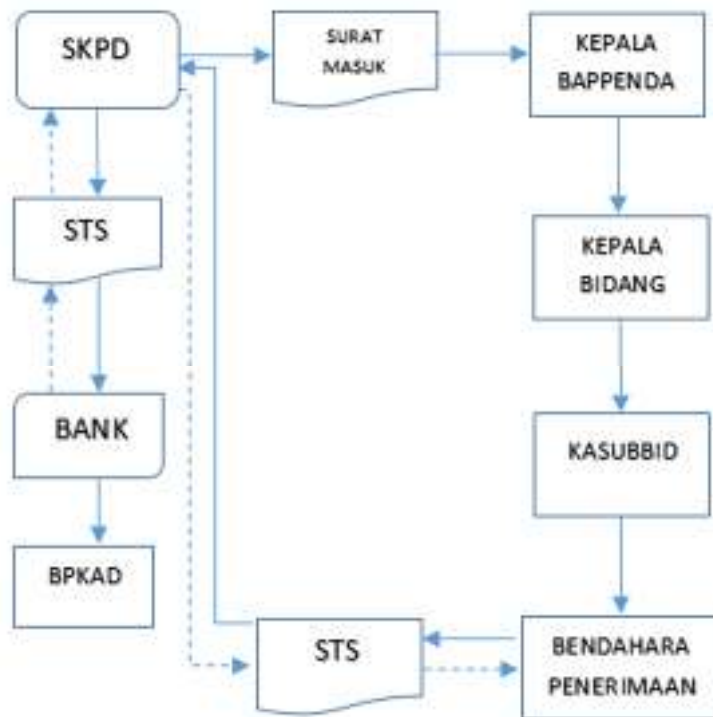 SKPD
SURAT
MASUK
KEPALA
BAPPENDA
STS
KEPALA
BIDANG
BANK
KASUBBID
BPKAD
STS
BENDAHARA
PENERIMAAN